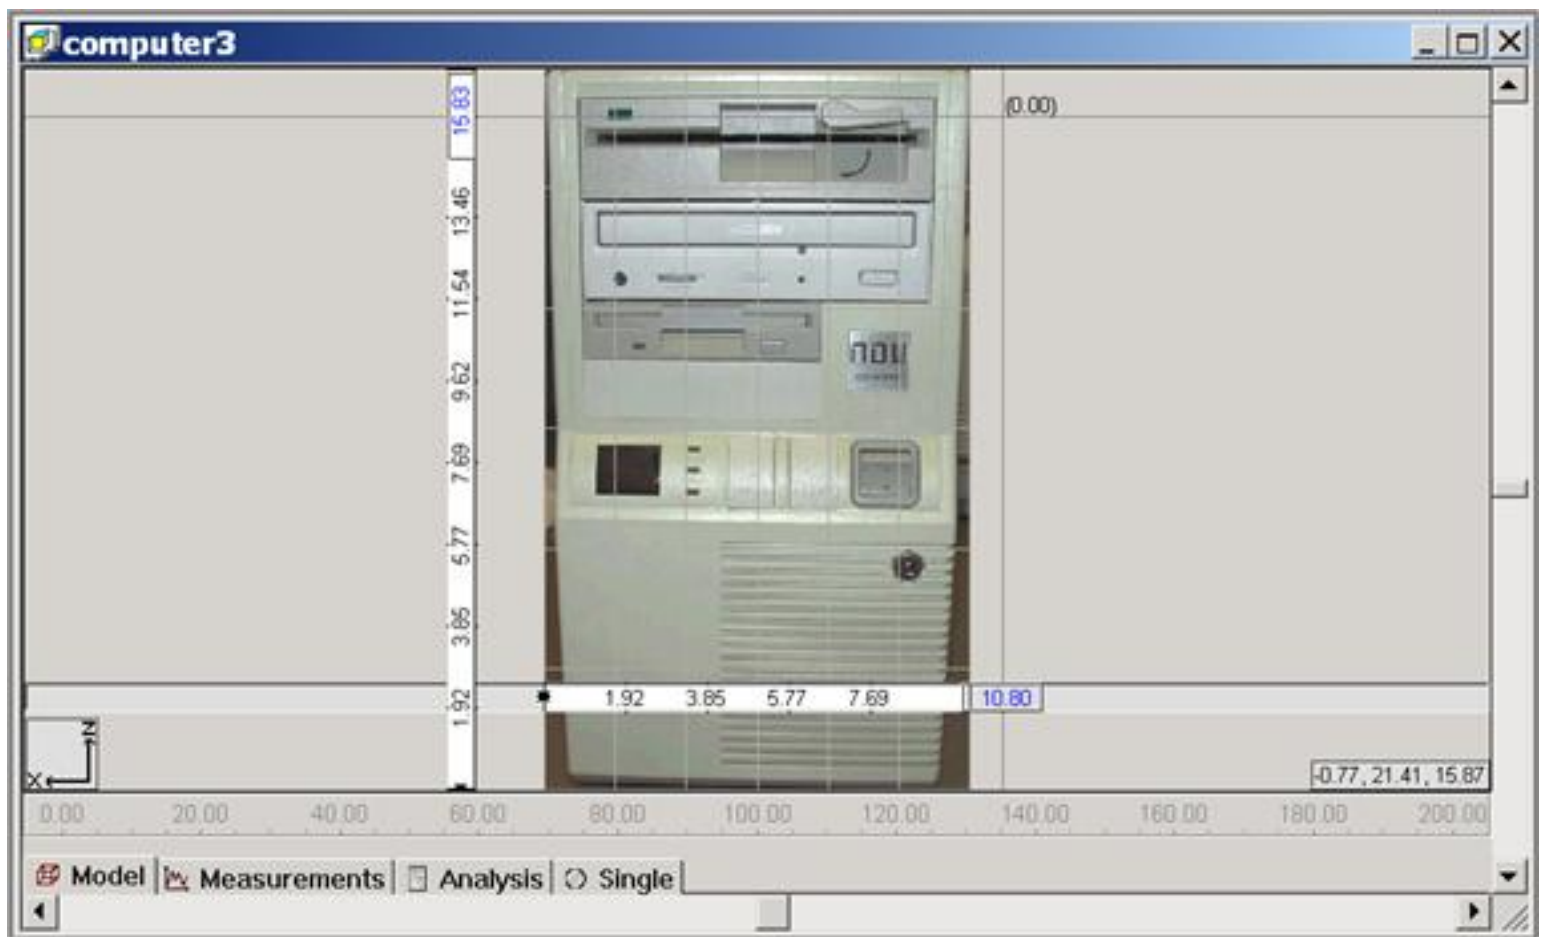 computer3
15.83
(0.00)
13.46
11.54
9.62
7.69
5.77
3.85
1.92
1.92 3.85 5.77 7.69 10.80
Z
X
-0.77, 21.41, 15.87
0.00 20.00 40.00 60.00 80.00 100.00 120.00 140.00 160.00 180.00 200.00
Model Measurements Analysis Single